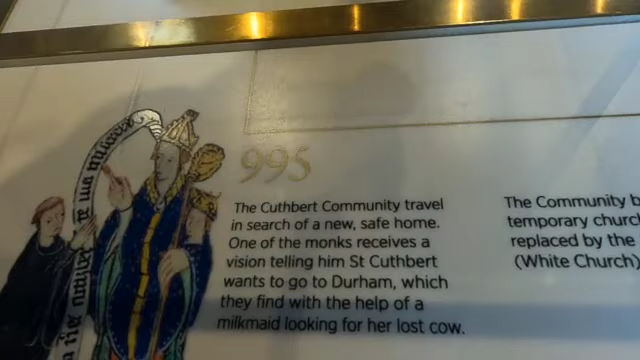 995
The Cuthbert Community travel
in search of a new, safe home.
One of the monks receives a
vision telling him St Cuthbert
wants to go to Durham, which
they find with the help of a
milkmaid looking for her lost cow.
The Community b
temporary church
replaced by the
(White Church)